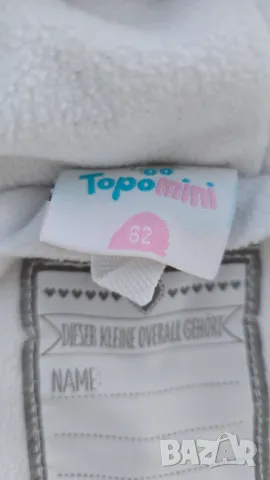 Topomini
62
DIESER KLEINE OVERALL GEHÖRT
NAME:
BAZAR